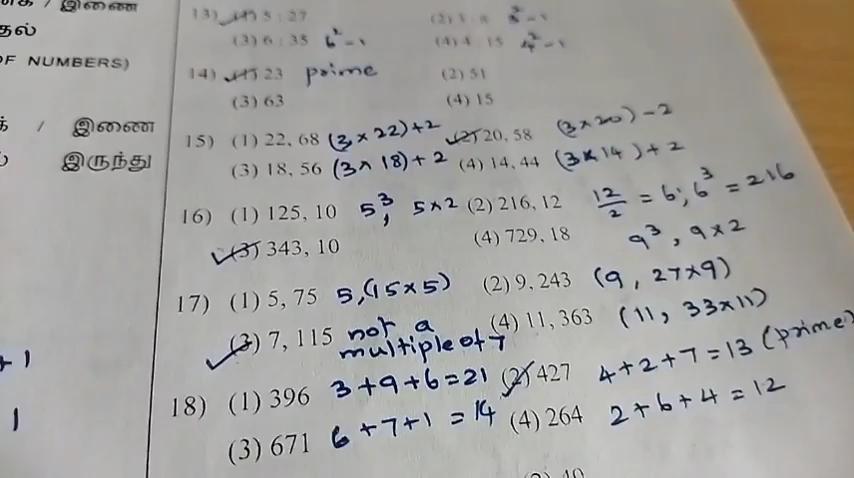 / இணை
தல்
OF NUMBERS)
/ இணை
இருந்து
+1
1
13) (1) 5 : 27
(3) 6 : 35 6² - 1 (4) 4 : 15 4² - 1
14) (1) 23 prime (2) 51
(3) 63 (4) 15
15) (1) 22, 68 (3 × 22) + 2 (2) 20, 58 (3 × 20) - 2
(3) 18, 56 (3 × 18) + 2 (4) 14, 44 (3 × 14) + 2
16) (1) 125, 10 5³, 5 × 2 (2) 216, 12 12/2 = 6; 6³ = 216
(3) 343, 10 (4) 729, 18 9³, 9 × 2
17) (1) 5, 75 5, (15 × 5) (2) 9, 243 (9, 27 × 9)
(3) 7, 115 not a multiple of 7 (4) 11, 363 (11, 33 × 11)
18) (1) 396 3 + 9 + 6 = 21 (2) 427 4 + 2 + 7 = 13 (prime)
(3) 671 6 + 7 + 1 = 14 (4) 264 2 + 6 + 4 = 12